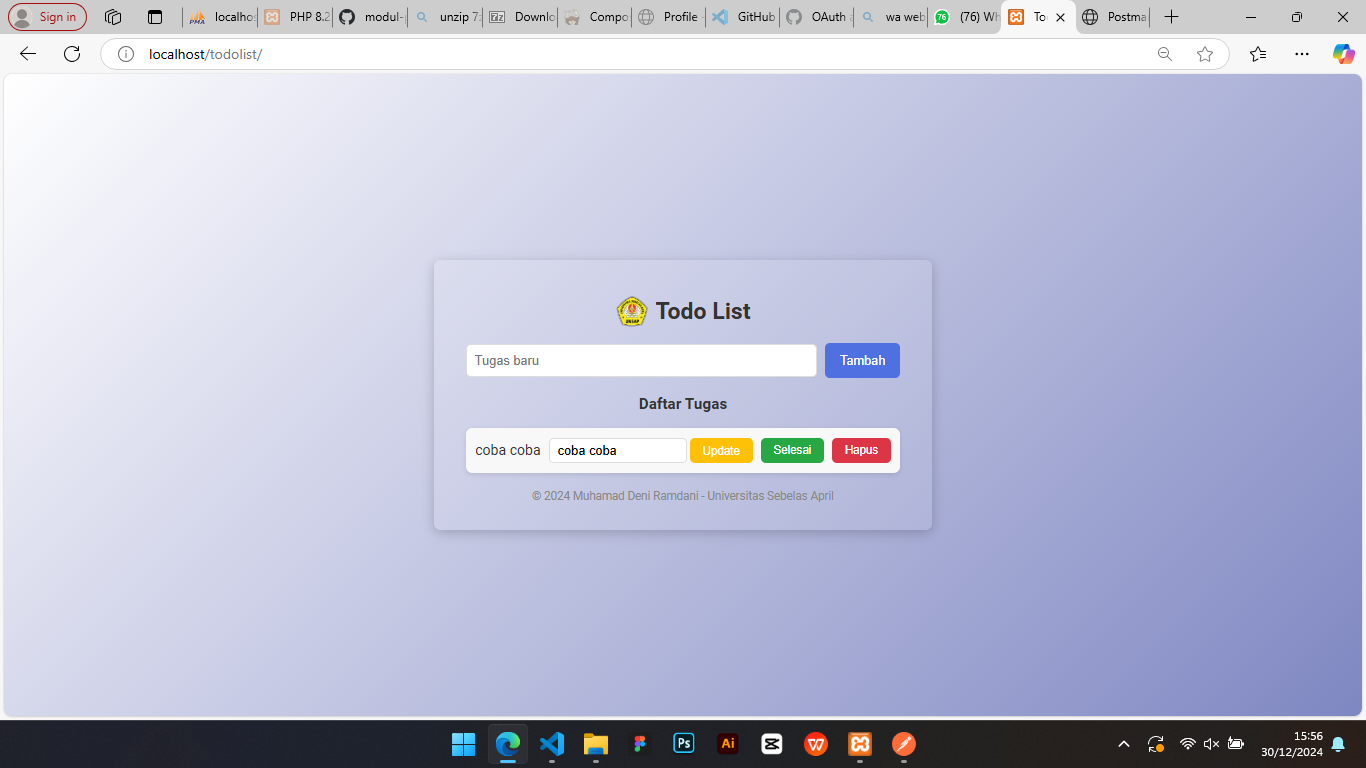 Sign in
localhos
PHP 8.2
modul-
unzip 7
Downlo
Compo
Profile
GitHub
OAuth a
wa web
(76) Wh
To
Postma
localhost/todolist/
Todo List
Tugas baru
Tambah
Daftar Tugas
coba coba
coba coba
Update
Selesai
Hapus
© 2024 Muhamad Deni Ramdani - Universitas Sebelas April
Ps
Ai
15:56
30/12/2024